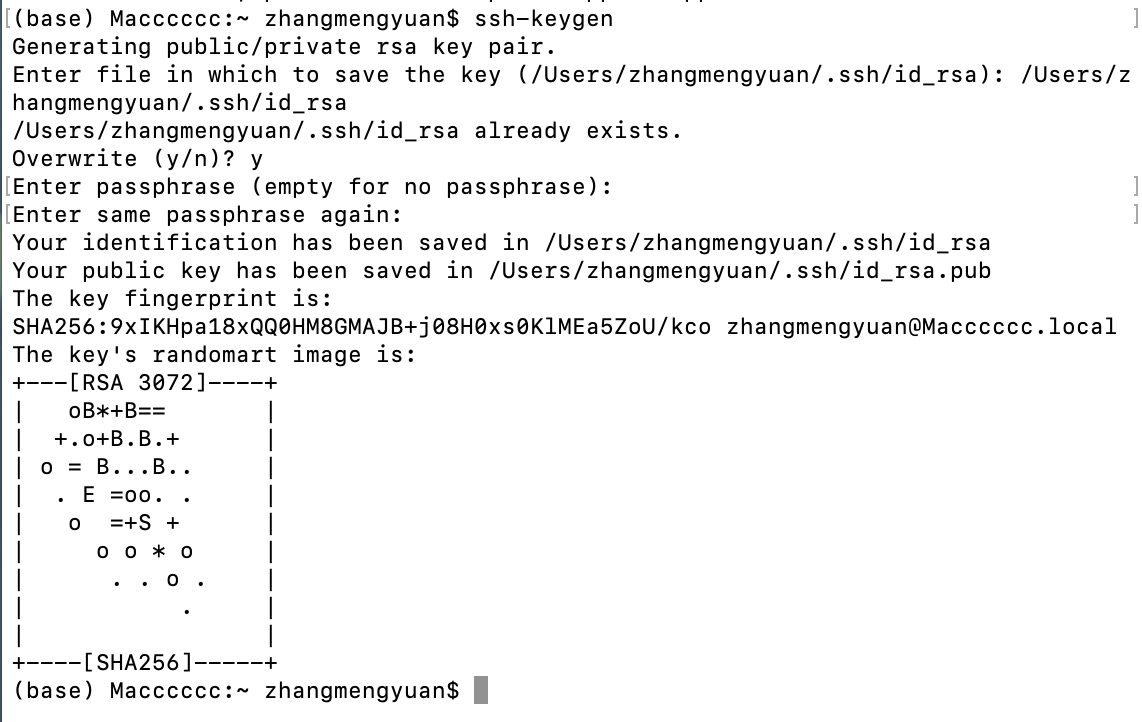 (base) Macccccc:~ zhangmengyuan$ ssh-keygen
Generating public/private rsa key pair.
Enter file in which to save the key (/Users/zhangmengyuan/.ssh/id_rsa): /Users/z
hangmengyuan/.ssh/id_rsa
/Users/zhangmengyuan/.ssh/id_rsa already exists.
Overwrite (y/n)? y
Enter passphrase (empty for no passphrase):
Enter same passphrase again:
Your identification has been saved in /Users/zhangmengyuan/.ssh/id_rsa
Your public key has been saved in /Users/zhangmengyuan/.ssh/id_rsa.pub
The key fingerprint is:
SHA256:9xIKHpa18xQQ0HM8GMAJB+j08H0xs0KlMEa5ZoU/kco zhangmengyuan@Macccccc.local
The key's randomart image is:
+---[RSA 3072]----+
|   oB*+B==       |
|  +.o+B.B.+      |
| o = B...B..     |
|  . E =oo. .     |
|   o  =+S +      |
|     o o * o     |
|      . . o .    |
|           .     |
|                 |
+----[SHA256]-----+
(base) Macccccc:~ zhangmengyuan$